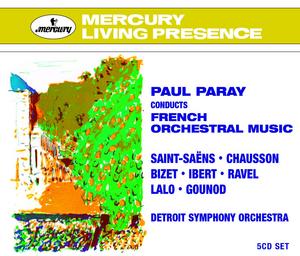 MERCURY
LIVING PRESENCE
mercury
PAUL PARAY
CONDUCTS
FRENCH
ORCHESTRAL MUSIC
SAINT-SAËNS • CHAUSSON
BIZET • IBERT • RAVEL
LALO • GOUNOD
DETROIT SYMPHONY ORCHESTRA
5CD SET